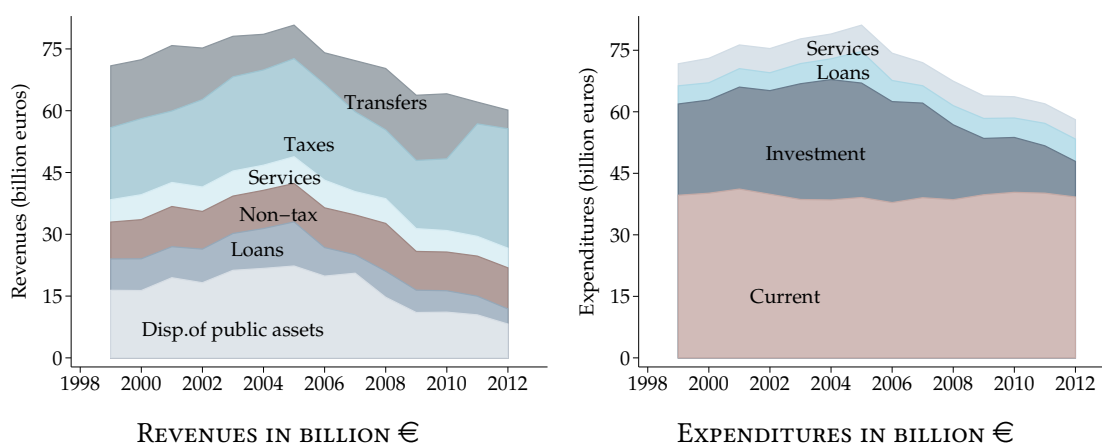 Revenues (billion euros)
75
60
45
30
15
0
Transfers
Taxes
Services
Non−tax
Loans
Disp.of public assets
1998 2000 2002 2004 2006 2008 2010 2012
REVENUES IN BILLION €
Expenditures (billion euros)
75
60
45
30
15
0
Services
Loans
Investment
Current
1998 2000 2002 2004 2006 2008 2010 2012
EXPENDITURES IN BILLION €